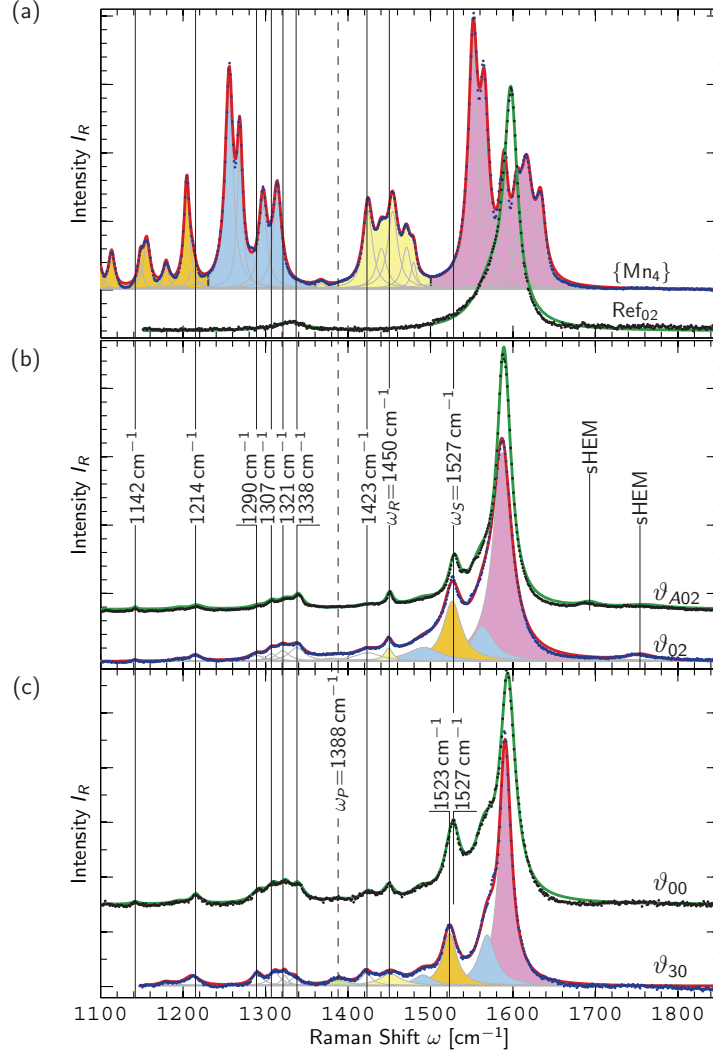 (a)
Intensity I_R
{Mn₄}
Ref₀₂
(b)
Intensity I_R
1142 cm⁻¹
1214 cm⁻¹
1290 cm⁻¹
1307 cm⁻¹
1321 cm⁻¹
1338 cm⁻¹
1423 cm⁻¹
ω_R=1450 cm⁻¹
ω_S=1527 cm⁻¹
sHEM
sHEM
ϑ_A02
ϑ₀₂
(c)
Intensity I_R
ω_P=1388 cm⁻¹
1523 cm⁻¹
1527 cm⁻¹
ϑ₀₀
ϑ₃₀
1100 1200 1300 1400 1500 1600 1700 1800
Raman Shift ω [cm⁻¹]